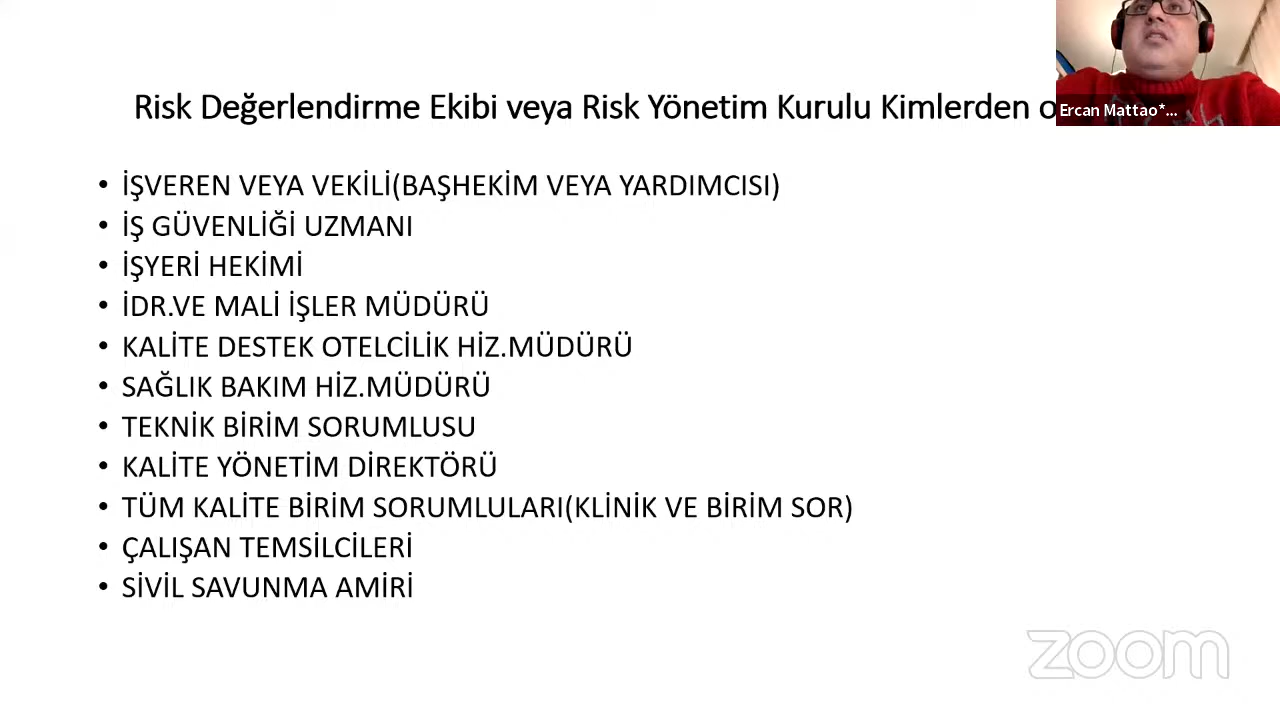 Risk Değerlendirme Ekibi veya Risk Yönetim Kurulu Kimlerden
Ercan Mattao*...
• İŞVEREN VEYA VEKİLİ(BAŞHEKİM VEYA YARDIMCISI)
• İŞ GÜVENLİĞİ UZMANI
• İŞYERİ HEKİMİ
• İDR.VE MALİ İŞLER MÜDÜRÜ
• KALİTE DESTEK OTELCİLİK HİZ.MÜDÜRÜ
• SAĞLIK BAKIM HİZ.MÜDÜRÜ
• TEKNİK BİRİM SORUMLUSU
• KALİTE YÖNETİM DİREKTÖRÜ
• TÜM KALİTE BİRİM SORUMLULARI(KLİNİK VE BİRİM SOR)
• ÇALIŞAN TEMSİLCİLERİ
• SİVİL SAVUNMA AMİRİ
zoom